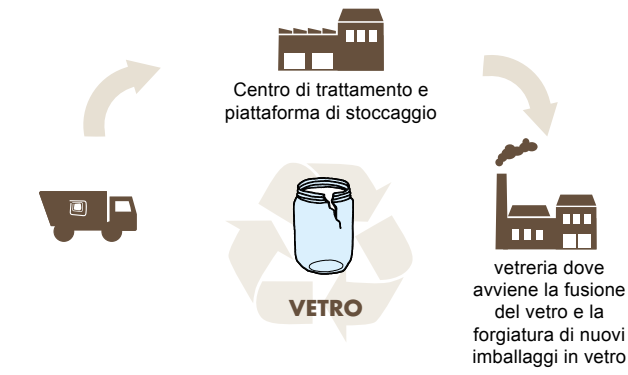 Centro di trattamento e
piattaforma di stoccaggio
VETRO
vetreria dove
avviene la fusione
del vetro e la
forgiatura di nuovi
imballaggi in vetro